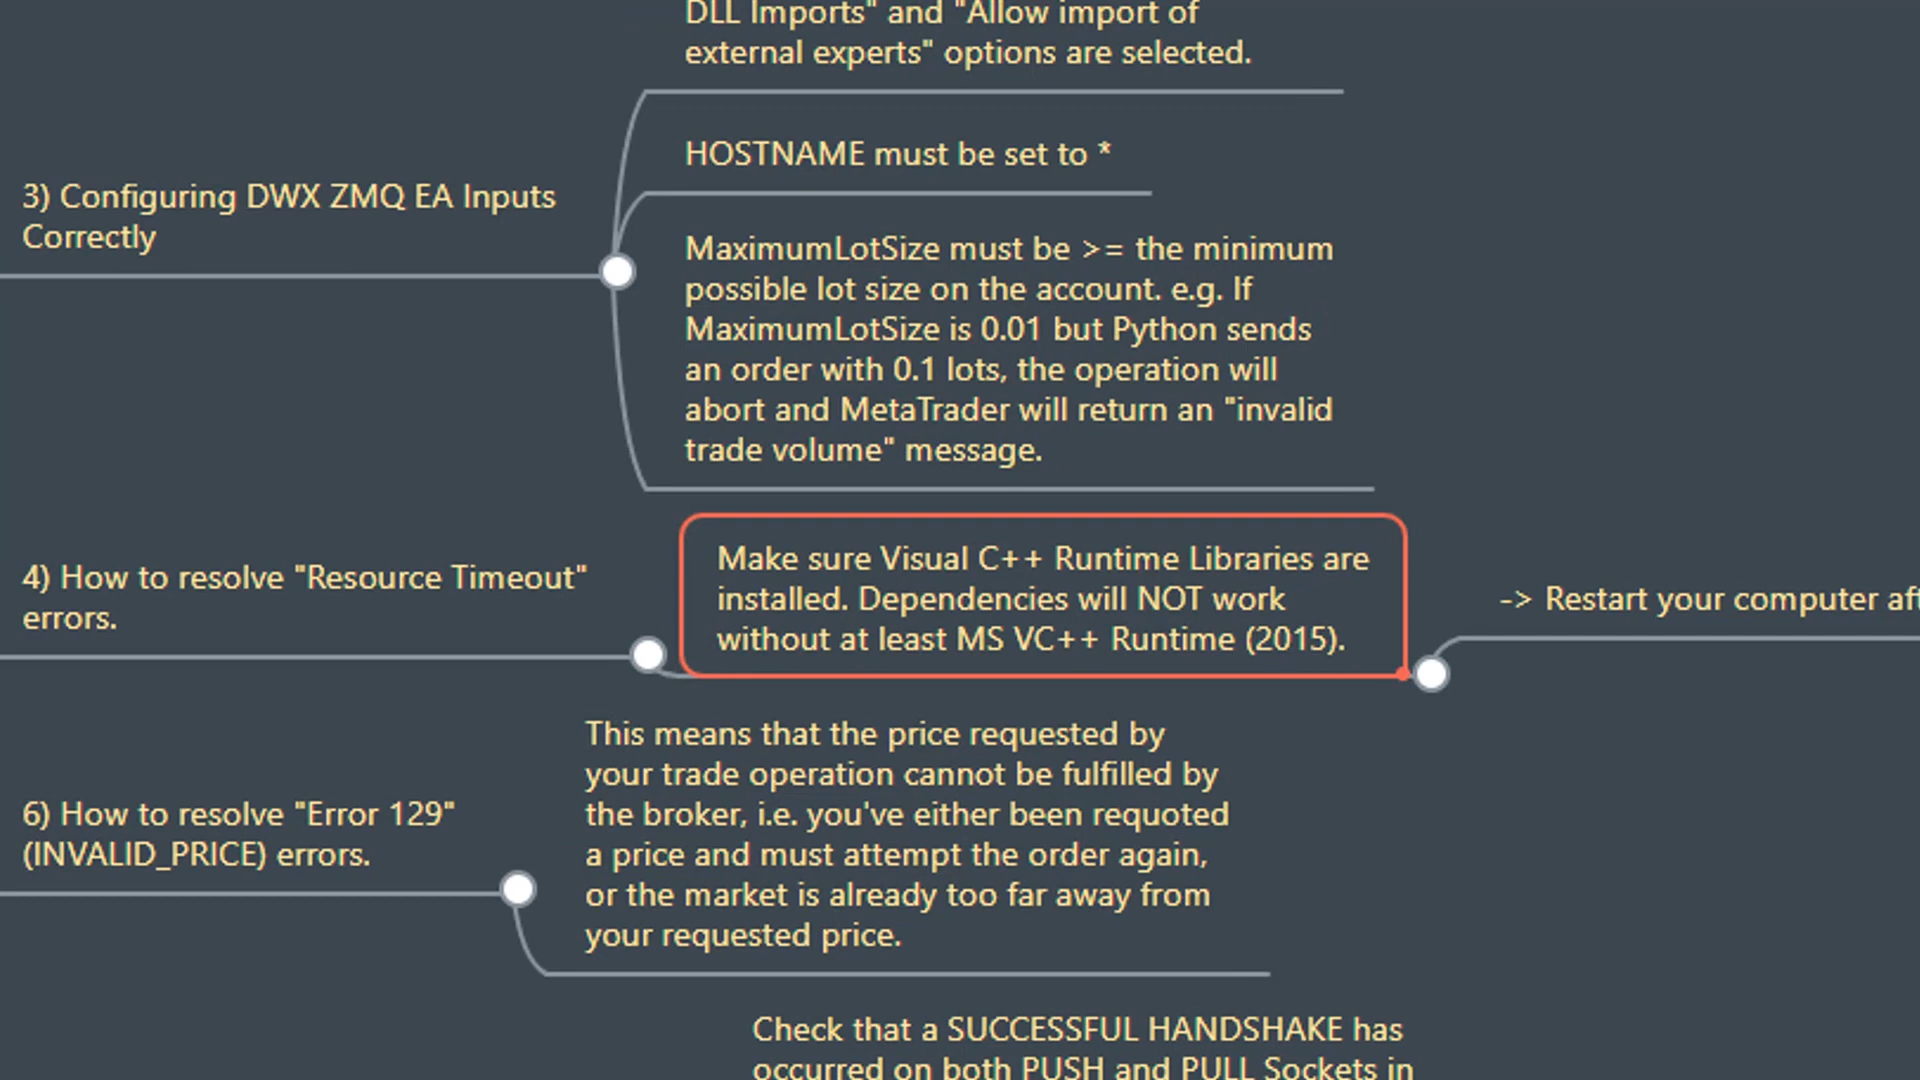 DLL Imports" and "Allow import of
external experts" options are selected.
HOSTNAME must be set to *
3) Configuring DWX ZMQ EA Inputs
Correctly
MaximumLotSize must be >= the minimum
possible lot size on the account. e.g. If
MaximumLotSize is 0.01 but Python sends
an order with 0.1 lots, the operation will
abort and MetaTrader will return an "invalid
trade volume" message.
4) How to resolve "Resource Timeout"
errors.
Make sure Visual C++ Runtime Libraries are
installed. Dependencies will NOT work
without at least MS VC++ Runtime (2015).
-> Restart your computer
6) How to resolve "Error 129"
(INVALID_PRICE) errors.
This means that the price requested by
your trade operation cannot be fulfilled by
the broker, i.e. you've either been requoted
a price and must attempt the order again,
or the market is already too far away from
your requested price.
Check that a SUCCESSFUL HANDSHAKE has
occurred on both PUSH and PULL Sockets in